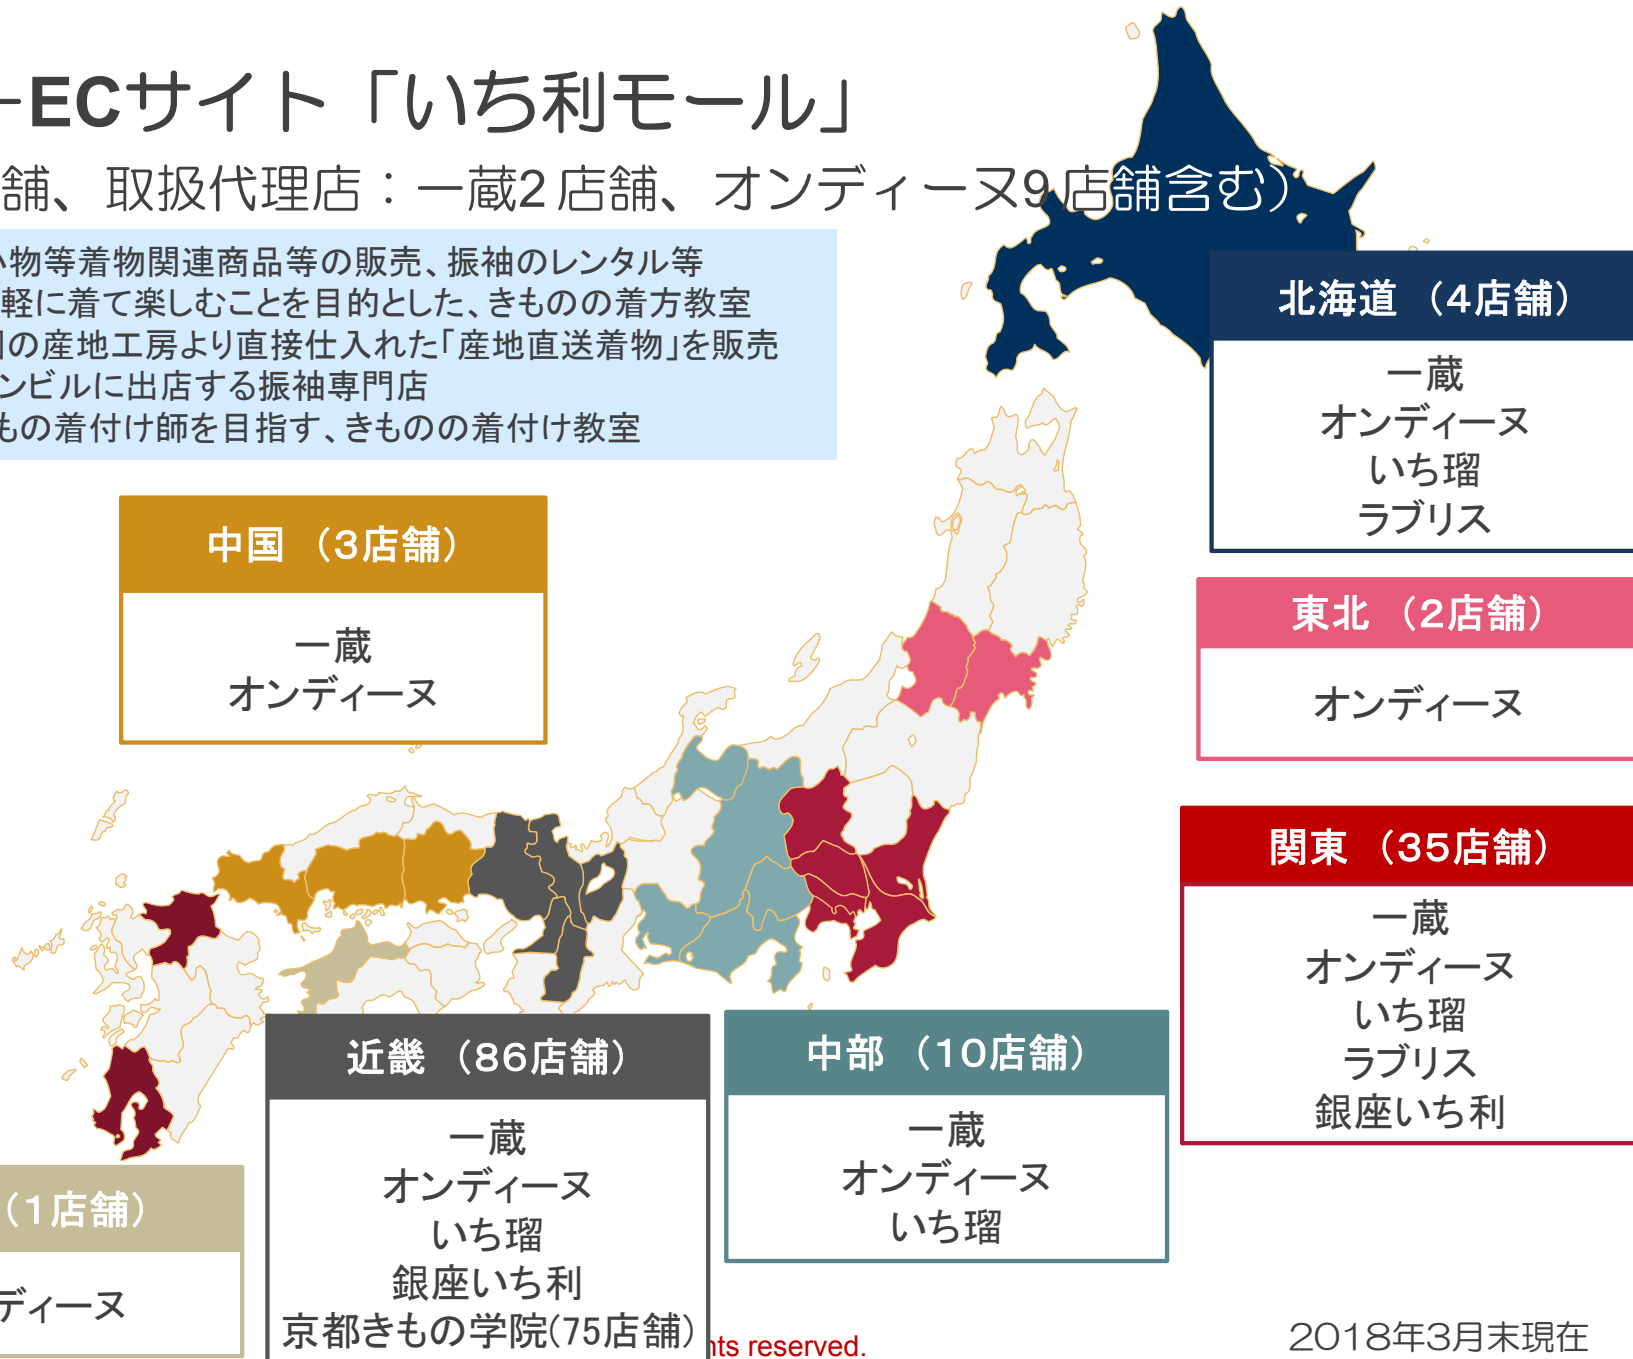 ーECサイト「いち利モール」
舗、取扱代理店：一蔵2店舗、オンディーヌ9店舗含む）
小物等着物関連商品等の販売、振袖のレンタル等
軽に着て楽しむことを目的とした、きものの着方教室
の産地工房より直接仕入れた「産地直送着物」を販売
ンビルに出店する振袖専門店
もの着付け師を目指す、きものの着付け教室
北海道（4店舗）
一蔵
オンディーヌ
いち瑠
ラブリス
中国（3店舗）
一蔵
オンディーヌ
東北（2店舗）
オンディーヌ
関東（35店舗）
一蔵
オンディーヌ
いち瑠
ラブリス
銀座いち利
近畿（86店舗）
一蔵
オンディーヌ
いち瑠
銀座いち利
京都きもの学院(75店舗)
中部（10店舗）
一蔵
オンディーヌ
いち瑠
（1店舗）
ディーヌ
hts reserved.
2018年3月末現在